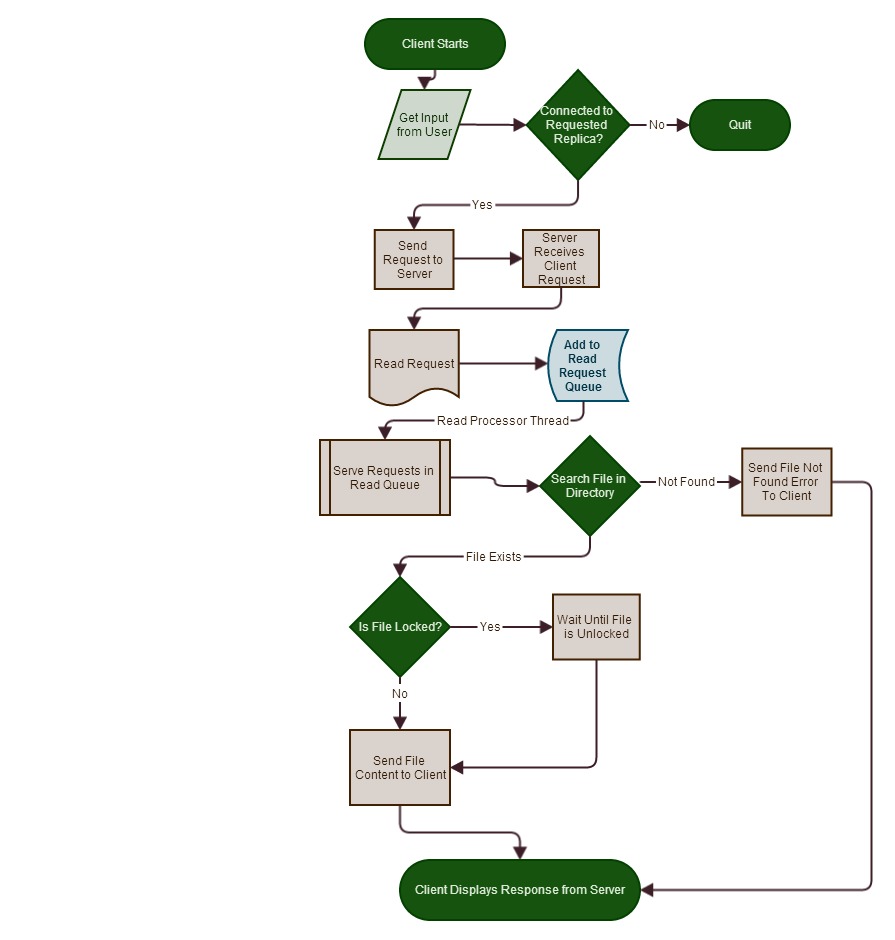 Client Starts
Get Input
from User
Connected to
Requested
Replica?
No
Quit
Yes
Send
Request to
Server
Server
Receives
Client
Request
Read Request
Add to
Read
Request
Queue
Read Processor Thread
Serve Requests in
Read Queue
Search File in
Directory
Not Found
Send File Not
Found Error
To Client
File Exists
Is File Locked?
Yes
Wait Until File
is Unlocked
No
Send File
Content to Client
Client Displays Response from Server